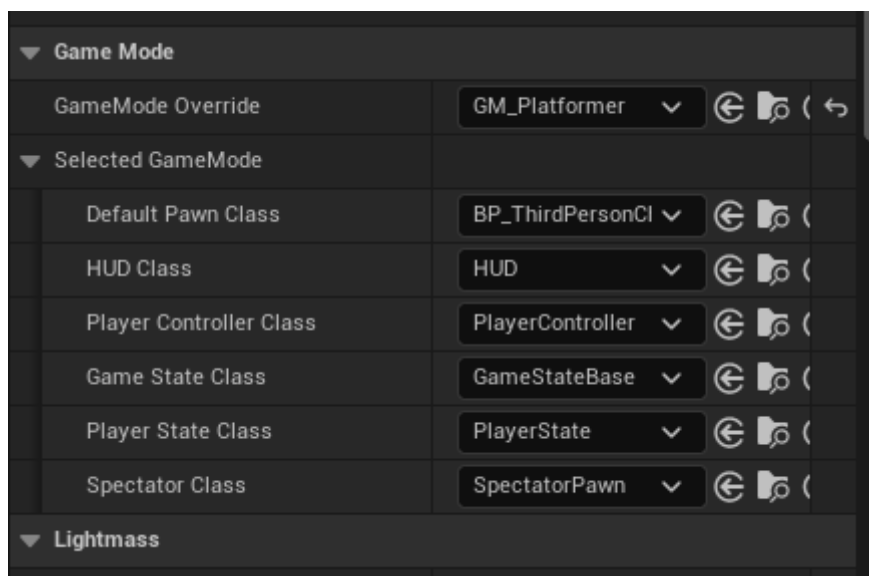 Game Mode
GameMode Override GM_Platformer
Selected GameMode
Default Pawn Class BP_ThirdPersonCl
HUD Class HUD
Player Controller Class PlayerController
Game State Class GameStateBase
Player State Class PlayerState
Spectator Class SpectatorPawn
Lightmass